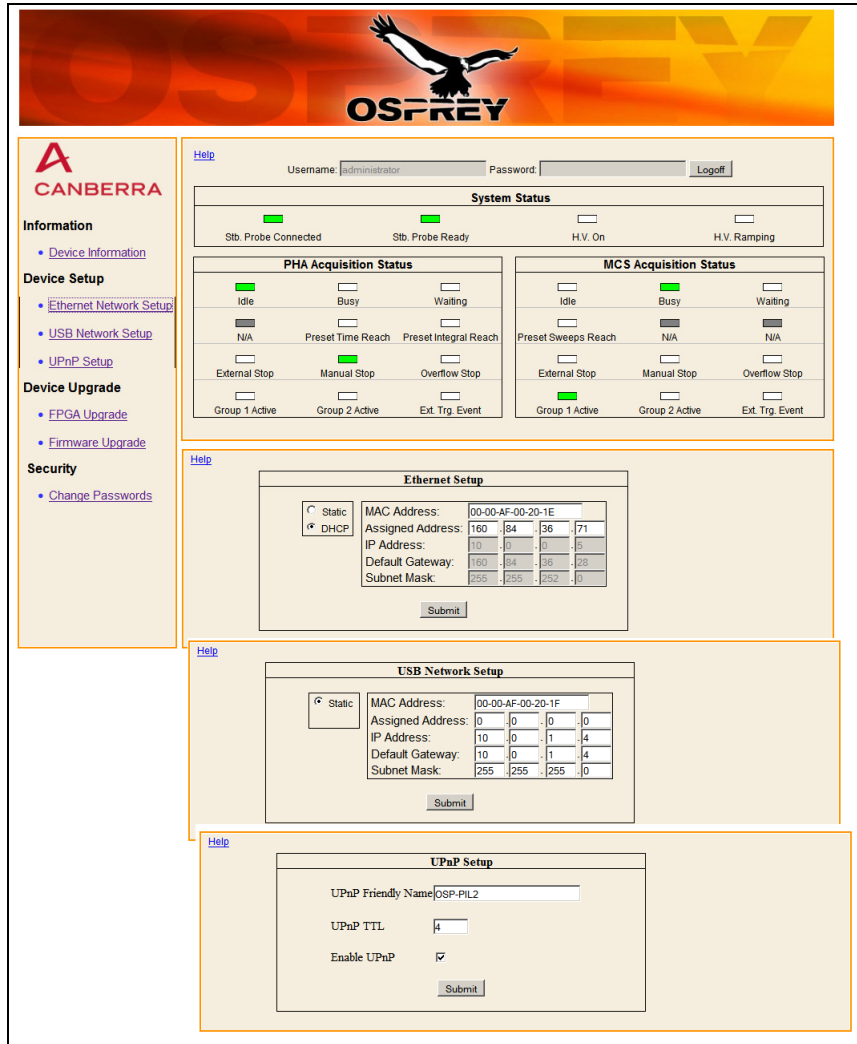 OSPREY
OSPREY
CANBERRA
Information
Device Information
Device Setup
Ethernet Network Setup
USB Network Setup
UPnP Setup
Device Upgrade
FPGA Upgrade
Firmware Upgrade
Security
Change Passwords
Help
Username: administrator Password: Logoff
System Status
Stb. Probe Connected Stb. Probe Ready H.V. On H.V. Ramping
PHA Acquisition Status
Idle Busy Waiting
N/A Preset Time Reach Preset Integral Reach
External Stop Manual Stop Overflow Stop
Group 1 Active Group 2 Active Ext. Trg. Event
MCS Acquisition Status
Idle Busy Waiting
Preset Sweeps Reach N/A N/A
External Stop Manual Stop Overflow Stop
Group 1 Active Group 2 Active Ext. Trg. Event
Help
Ethernet Setup
Static
DHCP
MAC Address: 00-00-AF-00-20-1E
Assigned Address: 160 . 84 . 36 . 71
IP Address: 10 . 0 . 0 . 5
Default Gateway: 160 . 84 . 36 . 28
Subnet Mask: 255 . 255 . 252 . 0
Submit
Help
USB Network Setup
Static
MAC Address: 00-00-AF-00-20-1F
Assigned Address: 0 . 0 . 0 . 0
IP Address: 10 . 0 . 1 . 4
Default Gateway: 10 . 0 . 1 . 4
Subnet Mask: 255 . 255 . 255 . 0
Submit
Help
UPnP Setup
UPnP Friendly Name OSP-PIL2
UPnP TTL 4
Enable UPnP
Submit